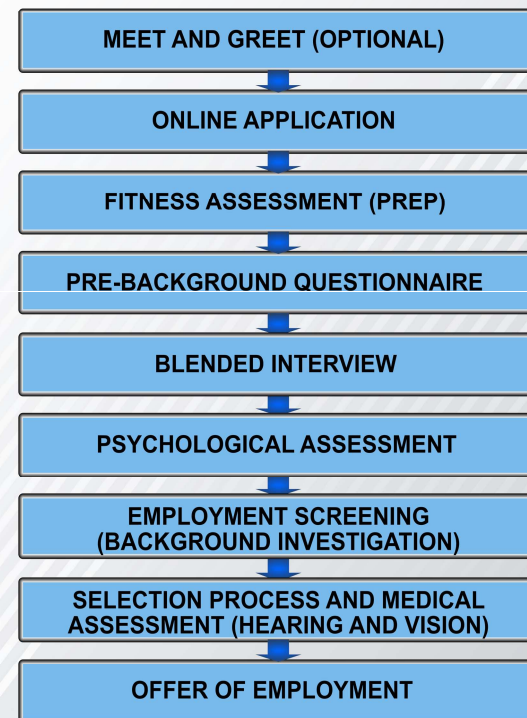 MEET AND GREET (OPTIONAL)
ONLINE APPLICATION
FITNESS ASSESSMENT (PREP)
PRE-BACKGROUND QUESTIONNAIRE
BLENDED INTERVIEW
PSYCHOLOGICAL ASSESSMENT
EMPLOYMENT SCREENING
(BACKGROUND INVESTIGATION)
SELECTION PROCESS AND MEDICAL
ASSESSMENT (HEARING AND VISION)
OFFER OF EMPLOYMENT